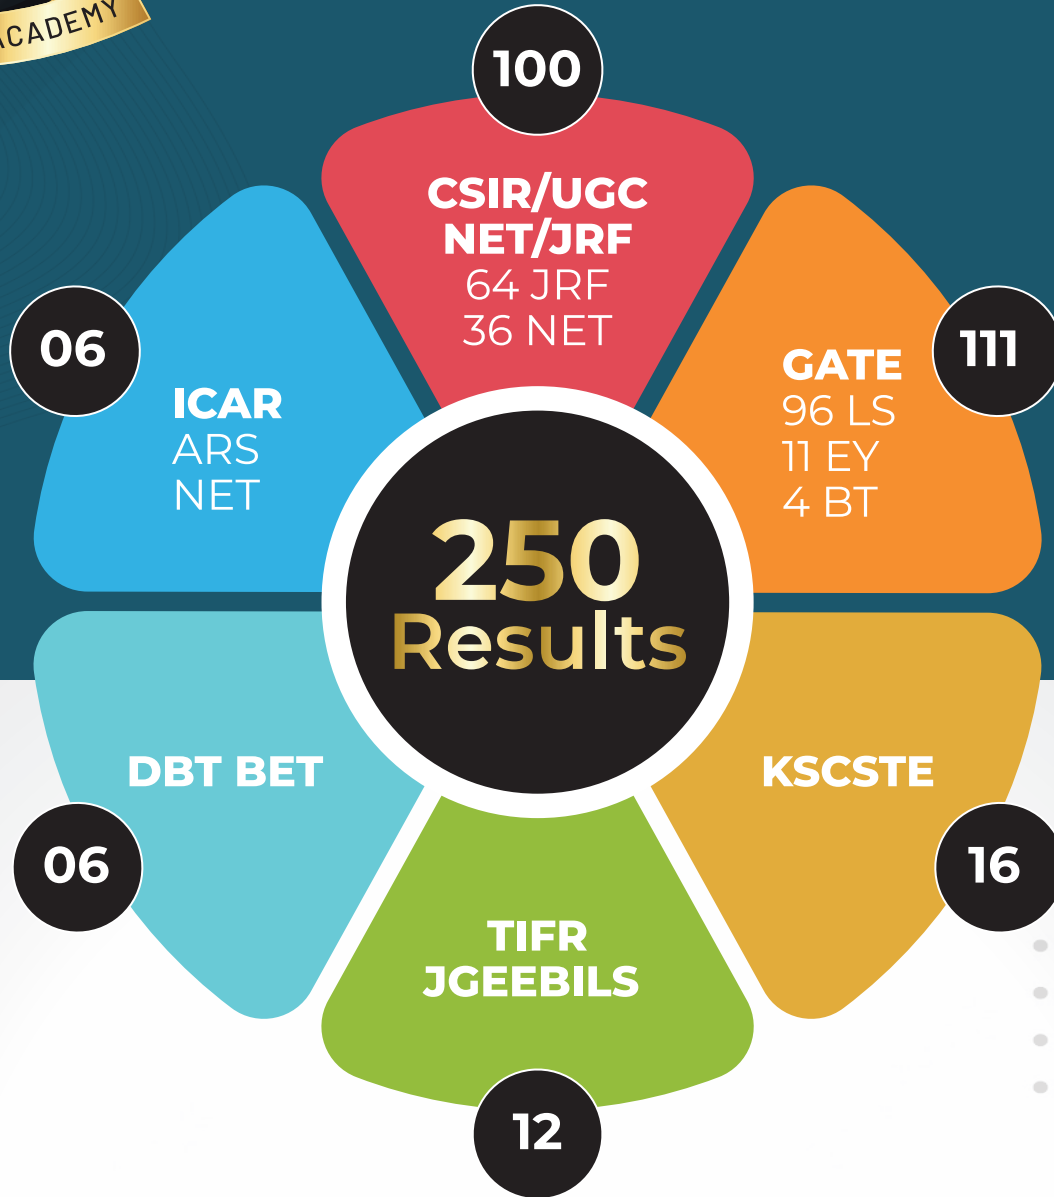 ACADEMY
100
CSIR/UGC
NET/JRF
64 JRF
36 NET
111
GATE
96 LS
11 EY
4 BT
06
ICAR
ARS
NET
250
Results
DBT BET
06
KSCSTE
16
TIFR
JGEEBILS
12